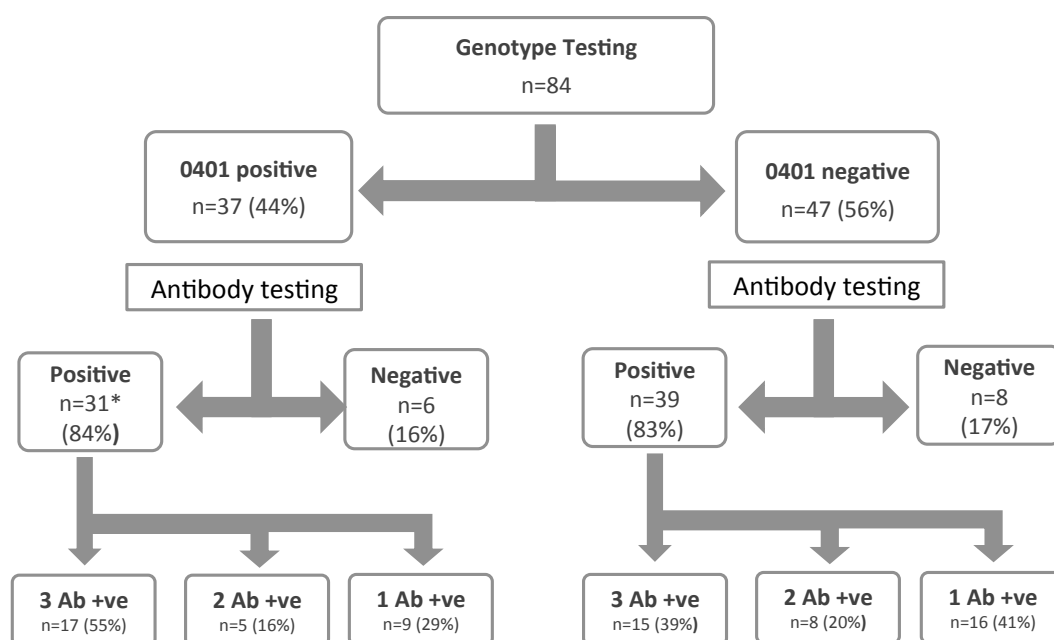 Genotype Testing
n=84
0401 positive
n=37 (44%)
0401 negative
n=47 (56%)
Antibody testing
Antibody testing
Positive
n=31*
(84%)
Negative
n=6
(16%)
Positive
n=39
(83%)
Negative
n=8
(17%)
3 Ab +ve
n=17 (55%)
2 Ab +ve
n=5 (16%)
1 Ab +ve
n=9 (29%)
3 Ab +ve
n=15 (39%)
2 Ab +ve
n=8 (20%)
1 Ab +ve
n=16 (41%)